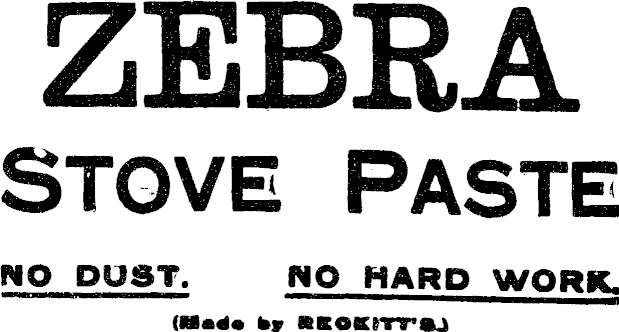 ZEBRA
STOVE PASTE
NO DUST. NO HARD WORK.
(Made by RECKITT'S.)